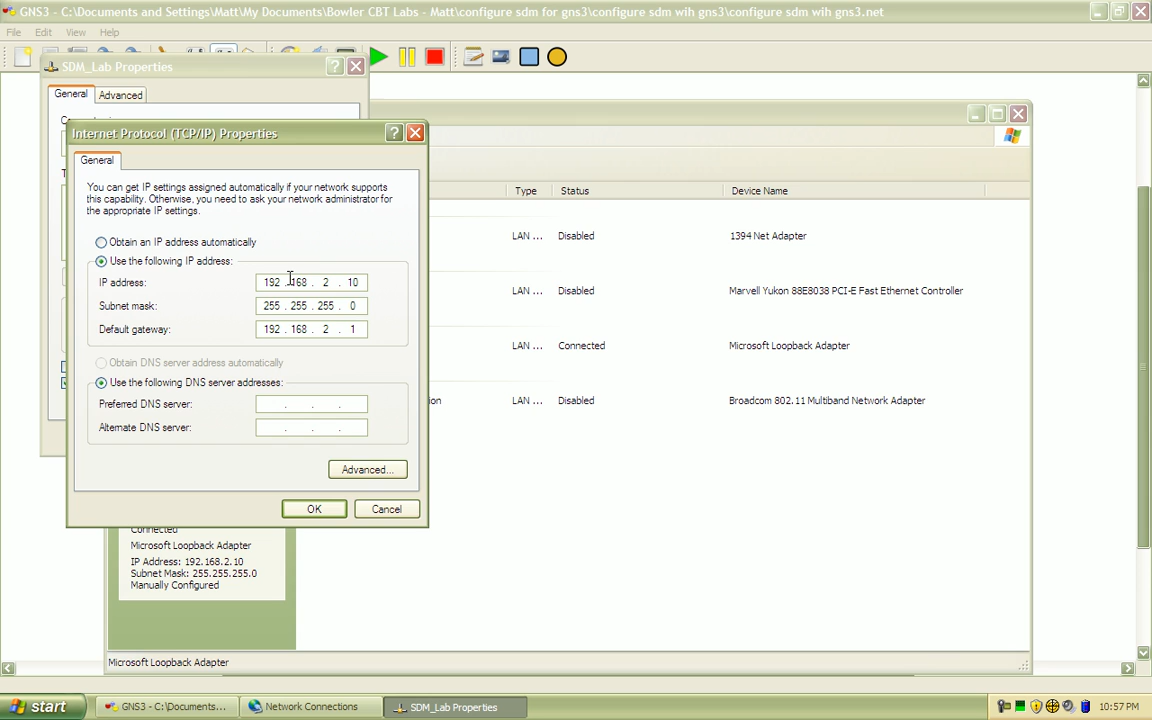 GNS3 - C:\Documents and Settings\Matt\My Documents\Bowler CBT Labs - Matt\configure sdm for gns3\configure sdm wih gns3\configure sdm wih gns3.net
File Edit View Help
SDM_Lab Properties
General Advanced
Internet Protocol (TCP/IP) Properties
General
You can get IP settings assigned automatically if your network supports
this capability. Otherwise, you need to ask your network administrator for
the appropriate IP settings.
Obtain an IP address automatically
Use the following IP address:
IP address: 192 . 168 . 2 . 10
Subnet mask: 255 . 255 . 255 . 0
Default gateway: 192 . 168 . 2 . 1
Obtain DNS server address automatically
Use the following DNS server addresses:
Preferred DNS server: . . .
Alternate DNS server: . . .
Advanced...
OK Cancel
Type Status Device Name
LAN ... Disabled 1394 Net Adapter
LAN ... Disabled Marvell Yukon 88E8038 PCI-E Fast Ethernet Controller
LAN ... Connected Microsoft Loopback Adapter
LAN ... Disabled Broadcom 802.11 Multiband Network Adapter
Connected
Microsoft Loopback Adapter
IP Address: 192.168.2.10
Subnet Mask: 255.255.255.0
Manually Configured
Microsoft Loopback Adapter
start GNS3 - C:\Documents... Network Connections SDM_Lab Properties 10:57 PM